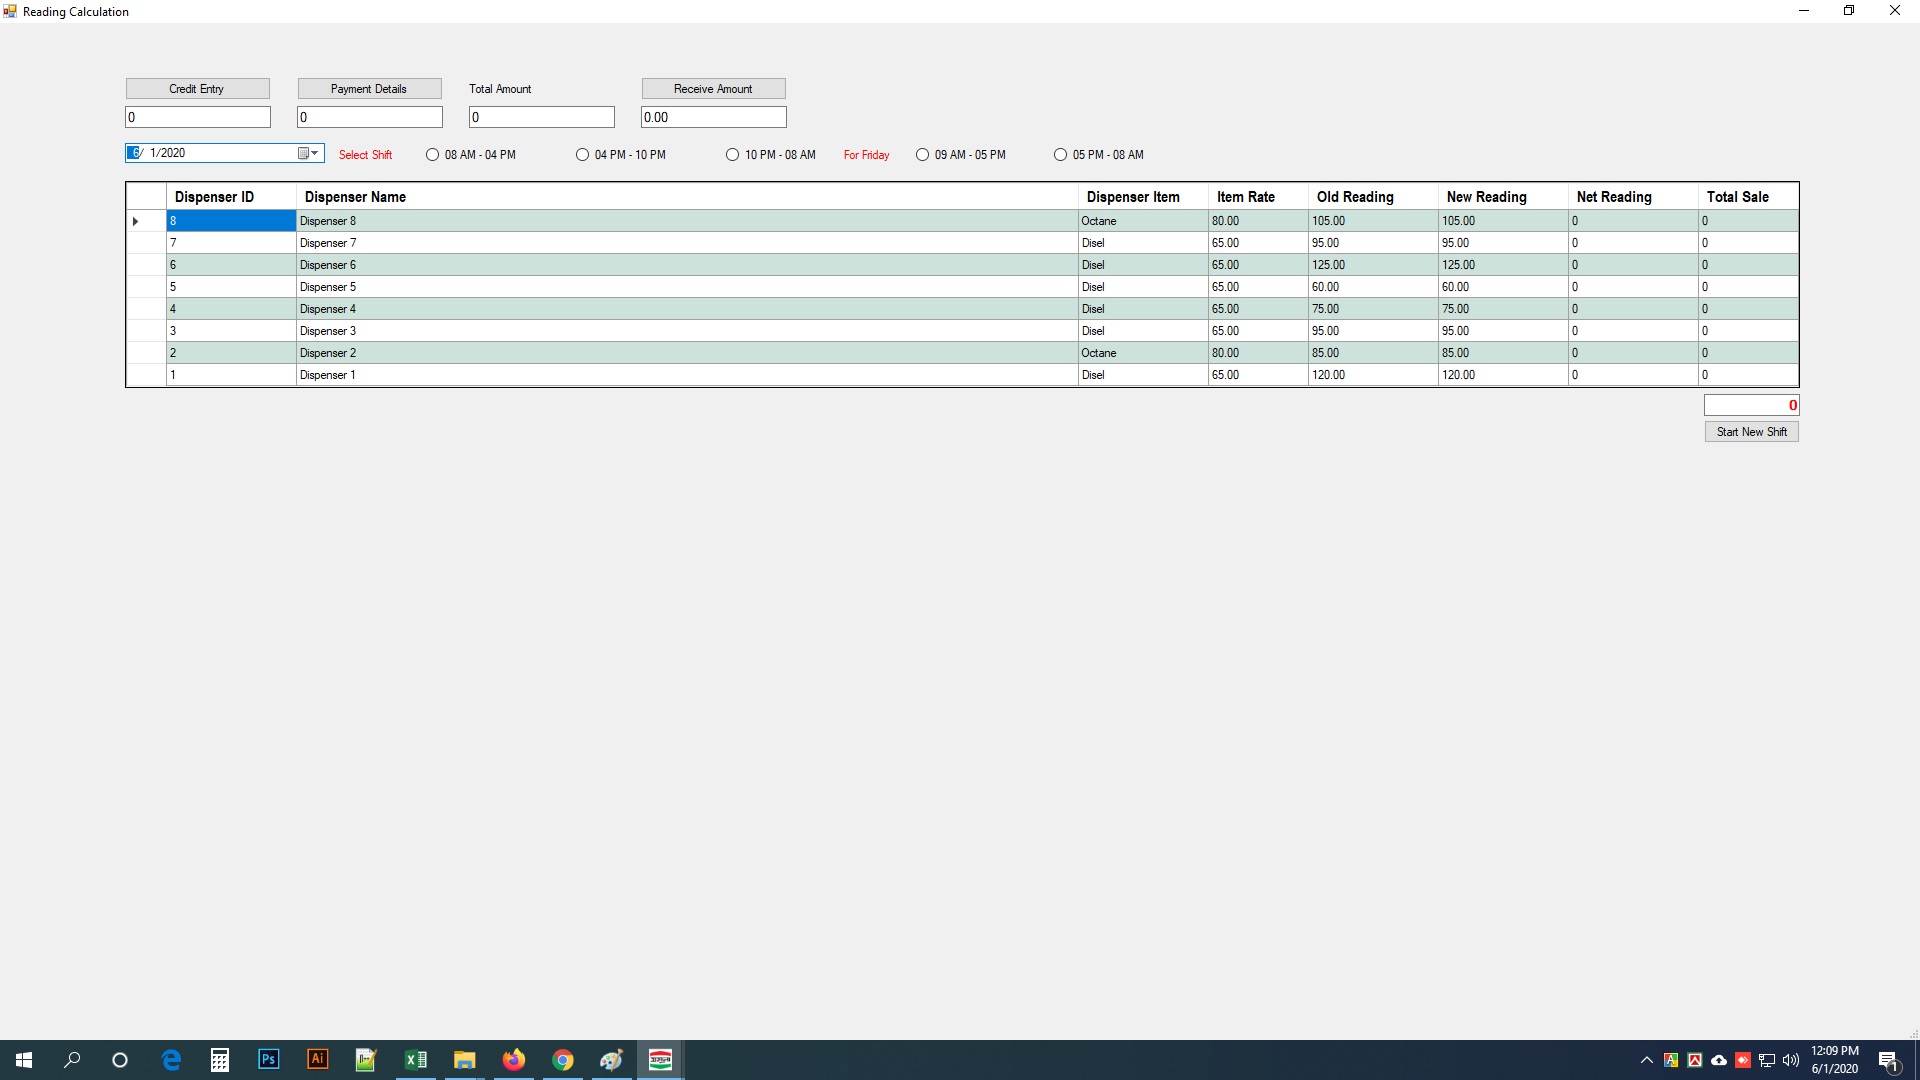 Reading Calculation
Credit Entry Payment Details Total Amount Receive Amount
0 0 0 0.00
6/ 1/2020 Select Shift 08 AM - 04 PM 04 PM - 10 PM 10 PM - 08 AM For Friday 09 AM - 05 PM 05 PM - 08 AM
Dispenser ID Dispenser Name Dispenser Item Item Rate Old Reading New Reading Net Reading Total Sale
8 Dispenser 8 Octane 80.00 105.00 105.00 0 0
7 Dispenser 7 Disel 65.00 95.00 95.00 0 0
6 Dispenser 6 Disel 65.00 125.00 125.00 0 0
5 Dispenser 5 Disel 65.00 60.00 60.00 0 0
4 Dispenser 4 Disel 65.00 75.00 75.00 0 0
3 Dispenser 3 Disel 65.00 95.00 95.00 0 0
2 Dispenser 2 Octane 80.00 85.00 85.00 0 0
1 Dispenser 1 Disel 65.00 120.00 120.00 0 0
0
Start New Shift
Ps Ai 12:09 PM
6/1/2020 1